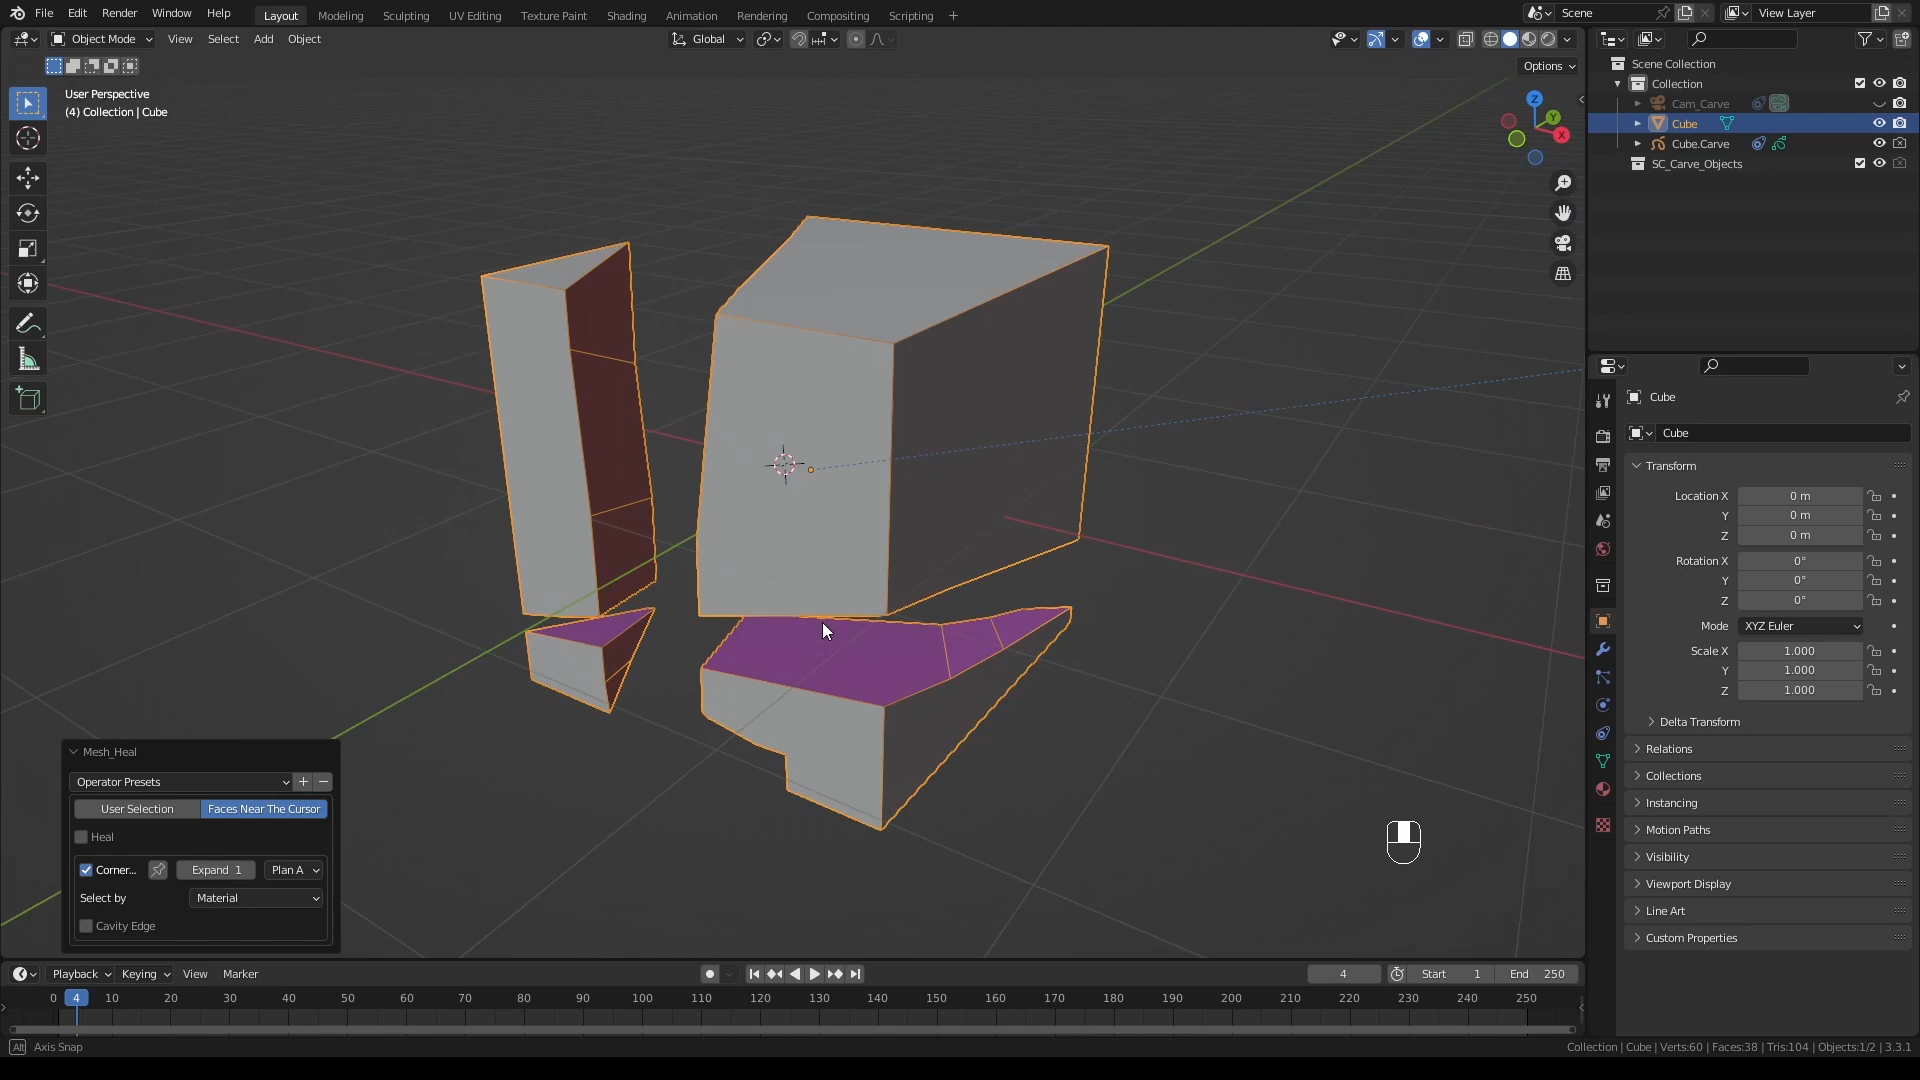 File Edit Render Window Help Layout Modeling Sculpting UV Editing Texture Paint Shading Animation Rendering Compositing Scripting + Scene View Layer
Object Mode View Select Add Object Global
Options
User Perspective
(4) Collection | Cube
Z
Y
X
Scene Collection
Collection
Cam_Carve
Cube
Cube.Carve
SC_Carve_Objects
Cube
Cube
Transform
Location X 0 m
Y 0 m
Z 0 m
Rotation X 0°
Y 0°
Z 0°
Mode XYZ Euler
Scale X 1.000
Y 1.000
Z 1.000
Delta Transform
Relations
Collections
Instancing
Motion Paths
Visibility
Viewport Display
Line Art
Custom Properties
Mesh_Heal
Operator Presets + −
User Selection Faces Near The Cursor
Heal
Corner... Expand 1 Plan A
Select by Material
Cavity Edge
Playback Keying View Marker 4 Start 1 End 250
0 4 10 20 30 40 50 60 70 80 90 100 110 120 130 140 150 160 170 180 190 200 210 220 230 240 250
Alt Axis Snap Collection | Cube | Verts:60 | Faces:38 | Tris:104 | Objects:1/2 | 3.3.1